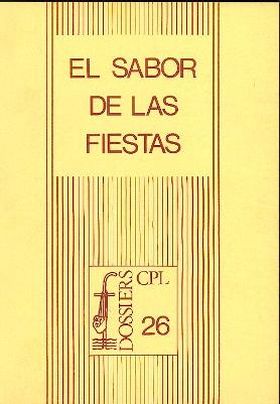 EL SABOR
DE LAS
FIESTAS
DOSSIERS
CPL
26